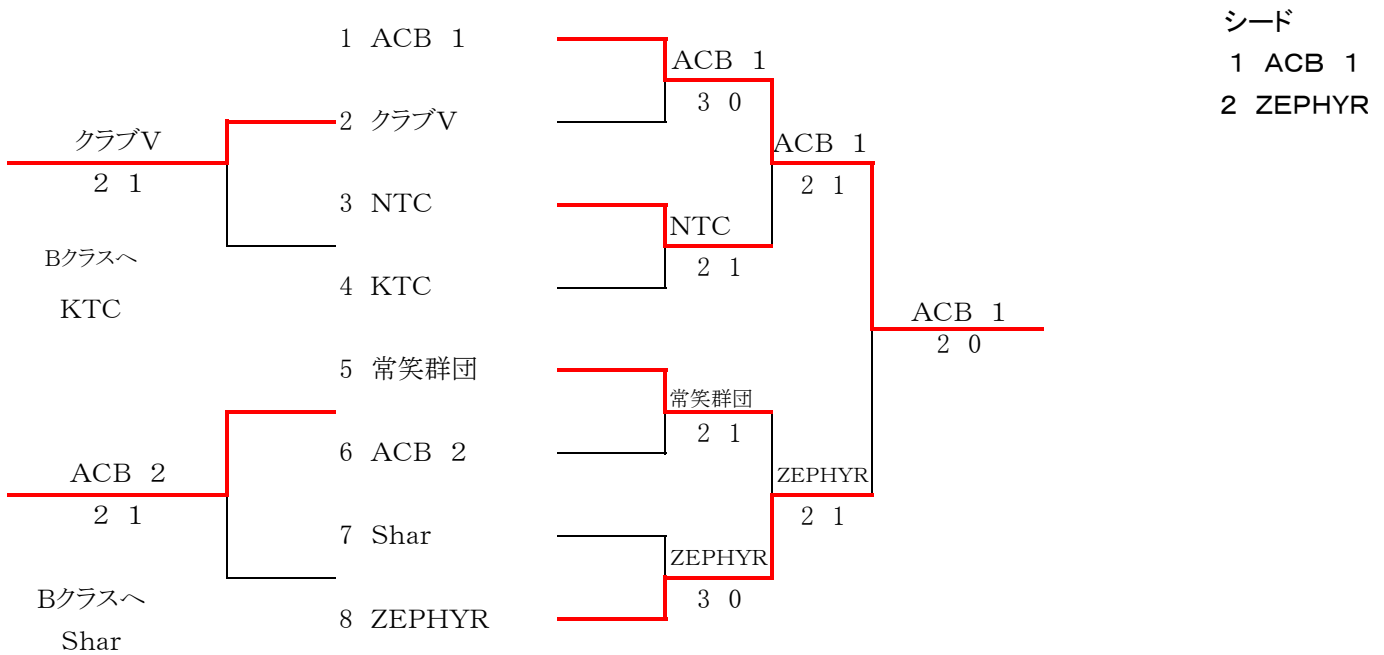 シード
1 ACB 1
2 ZEPHYR
1 ACB 1
ACB 1
3 0
2 クラブV
クラブV
2 1
ACB 1
2 1
3 NTC
NTC
2 1
Bクラスへ
KTC
4 KTC
ACB 1
2 0
5 常笑群団
常笑群団
2 1
6 ACB 2
ACB 2
2 1
ZEPHYR
2 1
7 Shar
ZEPHYR
3 0
Bクラスへ
Shar
8 ZEPHYR